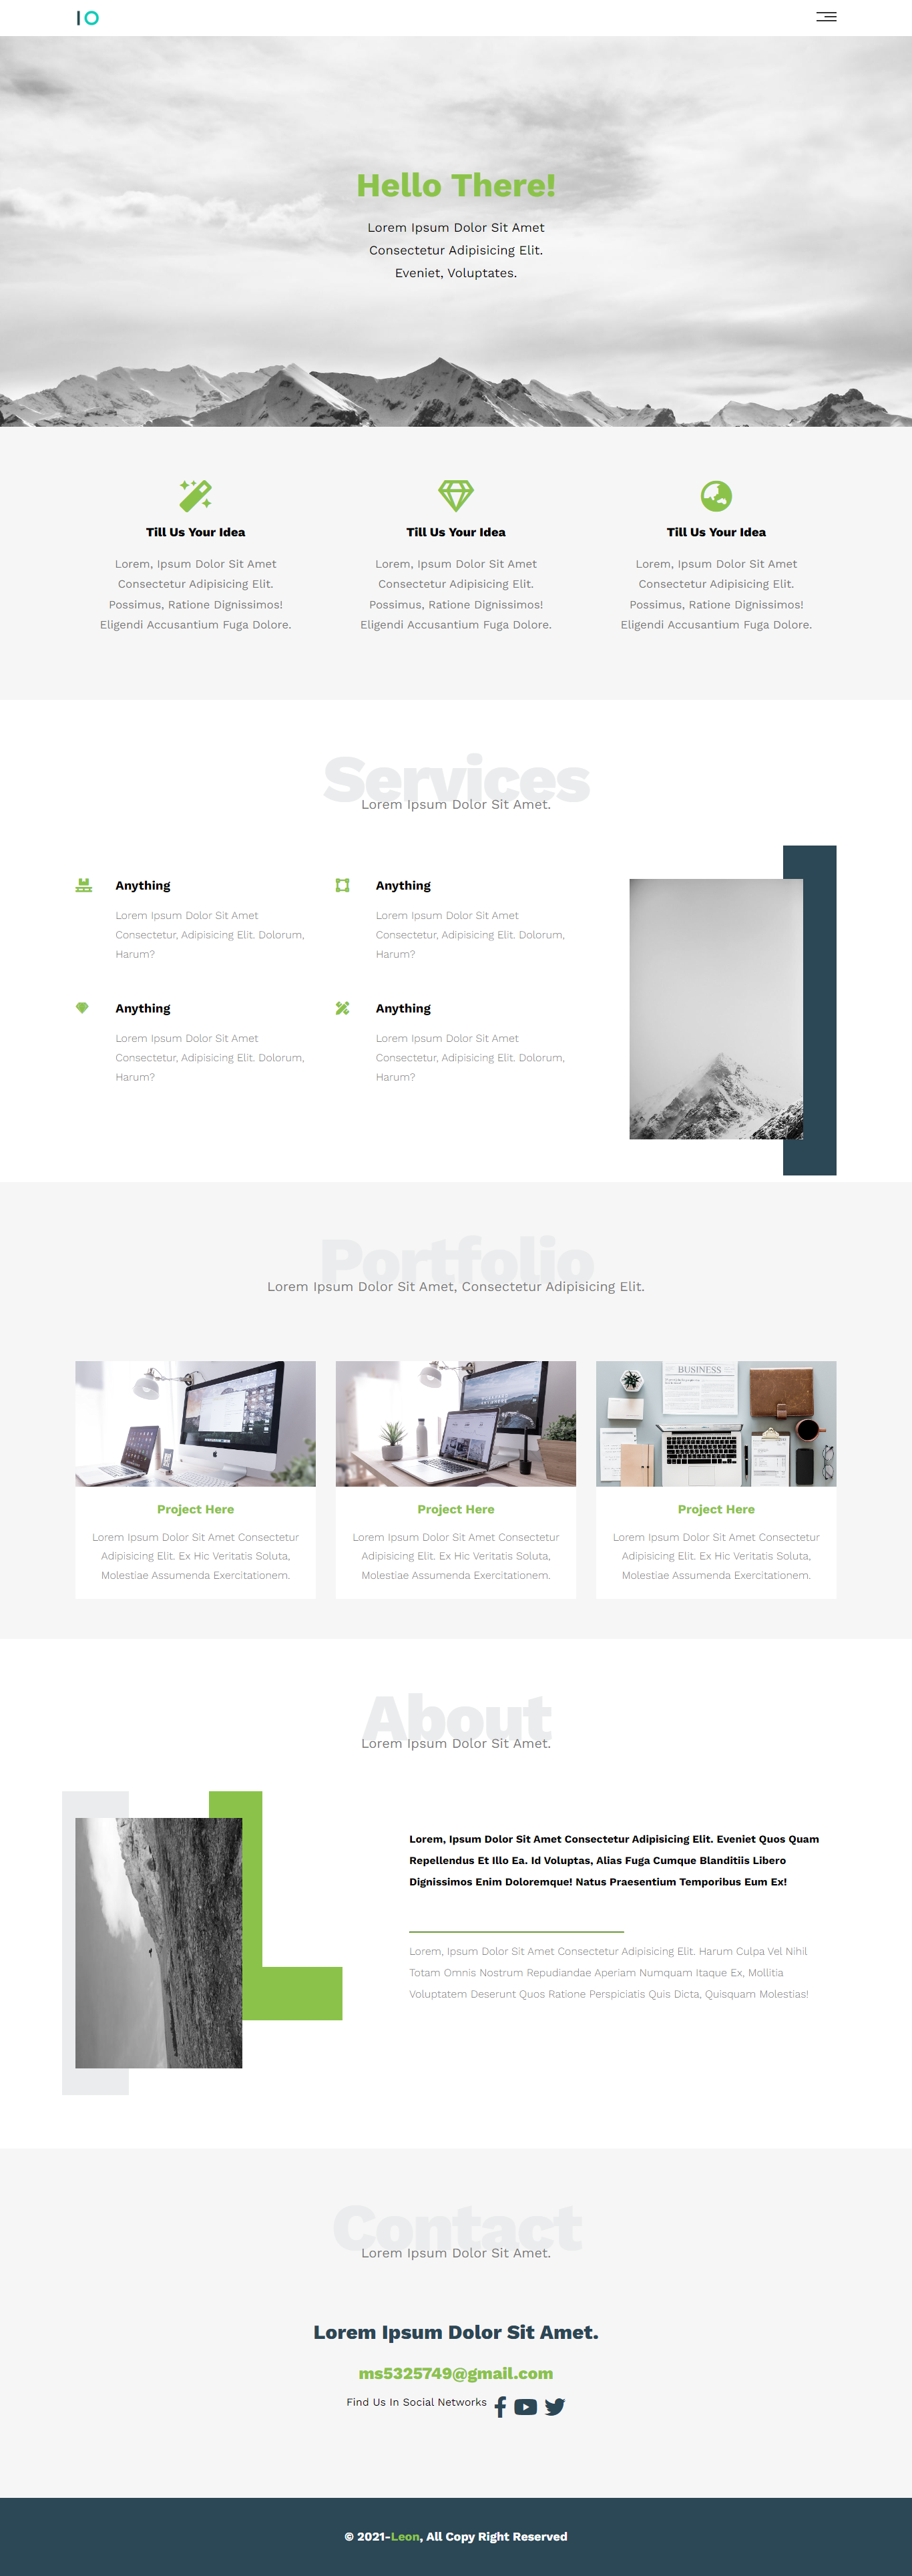 IO
Hello There!
Lorem Ipsum Dolor Sit Amet
Consectetur Adipisicing Elit.
Eveniet, Voluptates.
Till Us Your Idea
Lorem, Ipsum Dolor Sit Amet
Consectetur Adipisicing Elit.
Possimus, Ratione Dignissimos!
Eligendi Accusantium Fuga Dolore.
Till Us Your Idea
Lorem, Ipsum Dolor Sit Amet
Consectetur Adipisicing Elit.
Possimus, Ratione Dignissimos!
Eligendi Accusantium Fuga Dolore.
Till Us Your Idea
Lorem, Ipsum Dolor Sit Amet
Consectetur Adipisicing Elit.
Possimus, Ratione Dignissimos!
Eligendi Accusantium Fuga Dolore.
Services
Lorem Ipsum Dolor Sit Amet.
Anything
Lorem Ipsum Dolor Sit Amet
Consectetur, Adipisicing Elit. Dolorum,
Harum?
Anything
Lorem Ipsum Dolor Sit Amet
Consectetur, Adipisicing Elit. Dolorum,
Harum?
Anything
Lorem Ipsum Dolor Sit Amet
Consectetur, Adipisicing Elit. Dolorum,
Harum?
Anything
Lorem Ipsum Dolor Sit Amet
Consectetur, Adipisicing Elit. Dolorum,
Harum?
Portfolio
Lorem Ipsum Dolor Sit Amet, Consectetur Adipisicing Elit.
BUSINESS
Project Here
Lorem Ipsum Dolor Sit Amet Consectetur
Adipisicing Elit. Ex Hic Veritatis Soluta,
Molestiae Assumenda Exercitationem.
Project Here
Lorem Ipsum Dolor Sit Amet Consectetur
Adipisicing Elit. Ex Hic Veritatis Soluta,
Molestiae Assumenda Exercitationem.
Project Here
Lorem Ipsum Dolor Sit Amet Consectetur
Adipisicing Elit. Ex Hic Veritatis Soluta,
Molestiae Assumenda Exercitationem.
About
Lorem Ipsum Dolor Sit Amet.
Lorem, Ipsum Dolor Sit Amet Consectetur Adipisicing Elit. Eveniet Quos Quam
Repellendus Et Illo Ea. Id Voluptas, Alias Fuga Cumque Blanditiis Libero
Dignissimos Enim Doloremque! Natus Praesentium Temporibus Eum Ex!
Lorem, Ipsum Dolor Sit Amet Consectetur Adipisicing Elit. Harum Culpa Vel Nihil
Totam Omnis Nostrum Repudiandae Aperiam Numquam Itaque Ex, Mollitia
Voluptatem Deserunt Quos Ratione Perspiciatis Quis Dicta, Quisquam Molestias!
Contact
Lorem Ipsum Dolor Sit Amet.
Lorem Ipsum Dolor Sit Amet.
ms5325749@gmail.com
Find Us In Social Networks
© 2021-Leon, All Copy Right Reserved